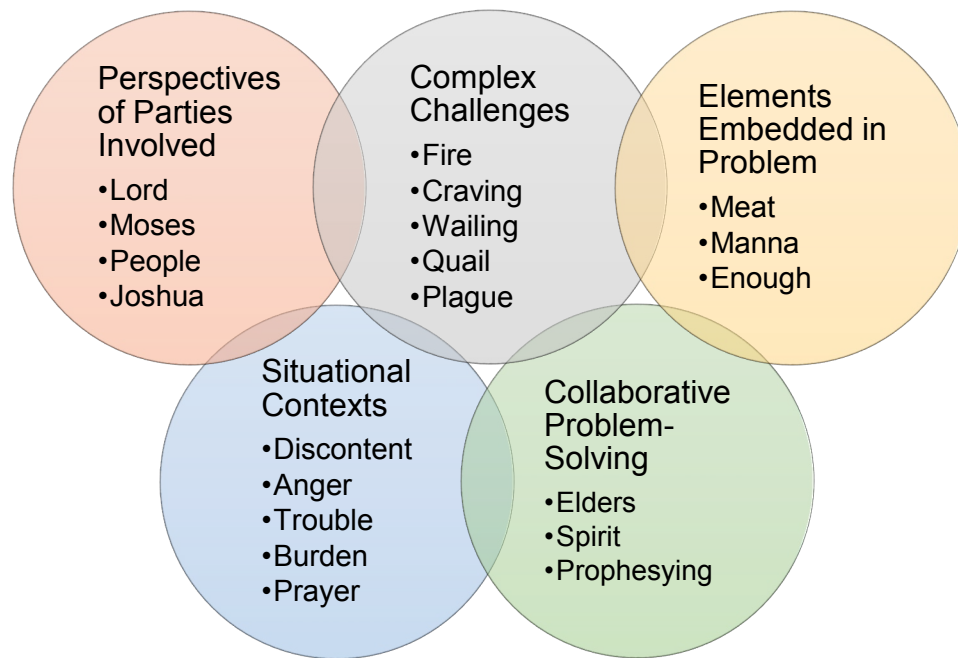 Perspectives
of Parties
Involved
•Lord
•Moses
•People
•Joshua
Complex
Challenges
•Fire
•Craving
•Wailing
•Quail
•Plague
Elements
Embedded in
Problem
•Meat
•Manna
•Enough
Situational
Contexts
•Discontent
•Anger
•Trouble
•Burden
•Prayer
Collaborative
Problem-
Solving
•Elders
•Spirit
•Prophesying